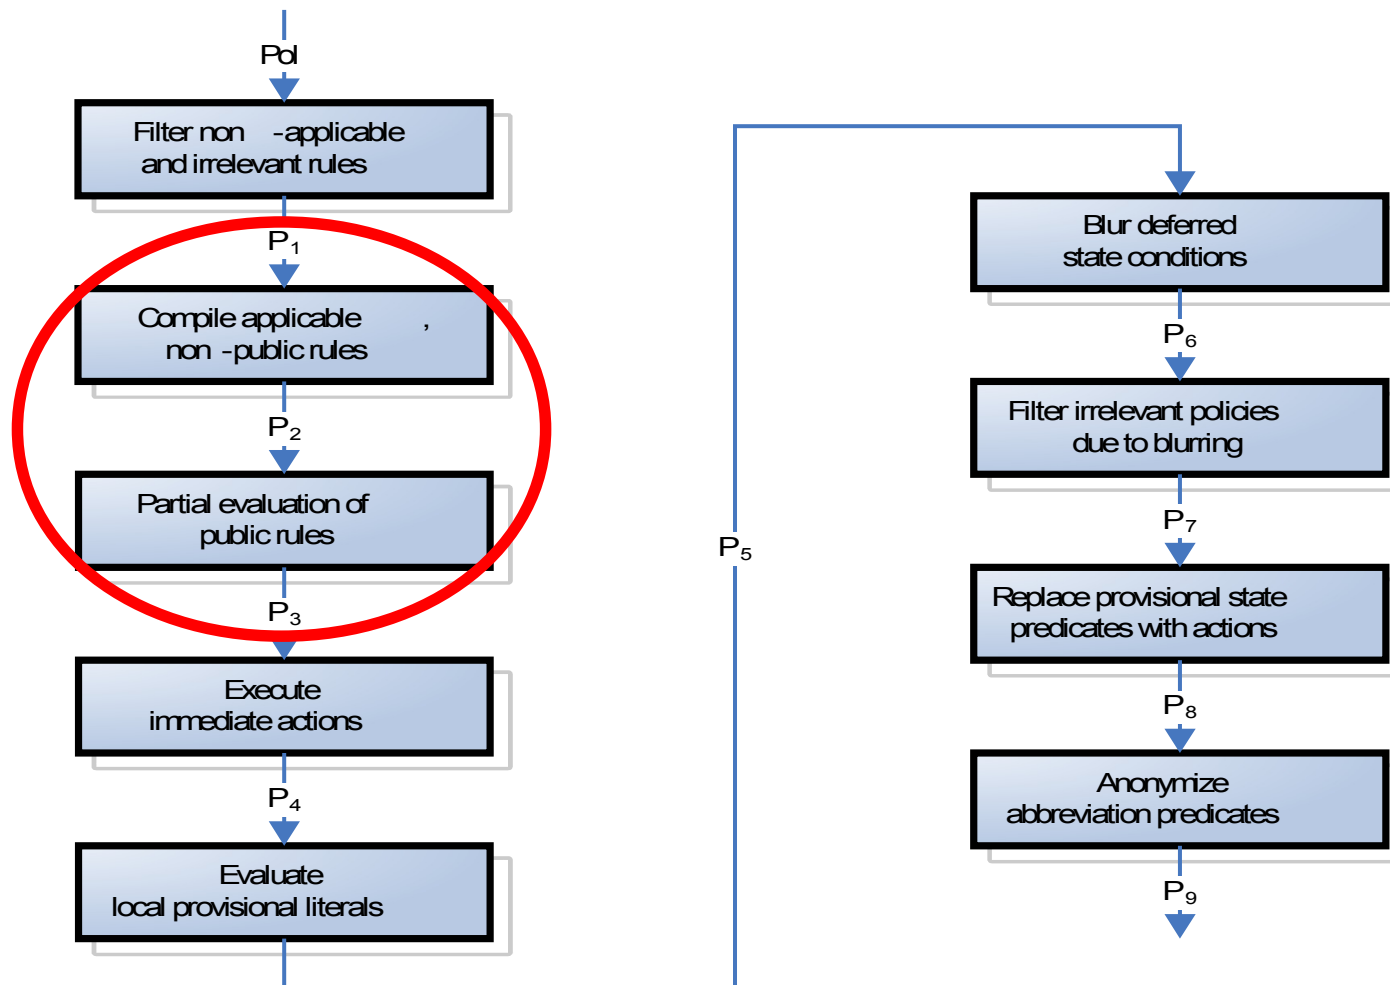 Pol
Filter non -applicable
and irrelevant rules
P1
Compile applicable ,
non -public rules
P2
Partial evaluation of
public rules
P3
Execute
immediate actions
P4
Evaluate
local provisional literals
P5
Blur deferred
state conditions
P6
Filter irrelevant policies
due to blurring
P7
Replace provisional state
predicates with actions
P8
Anonymize
abbreviation predicates
P9